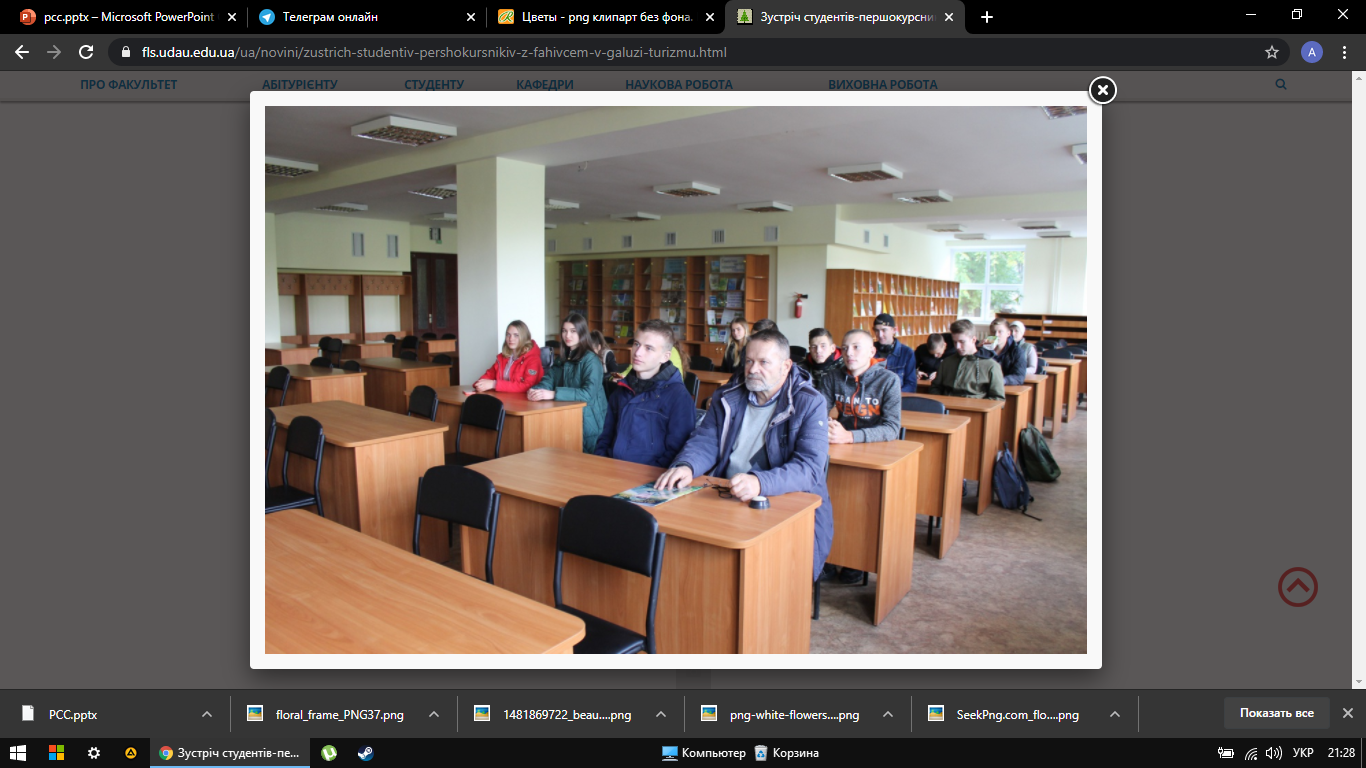 pcc.pptx – Microsoft PowerPoint
Телеграм онлайн
Цветы - png клипарт без фона.
Зустріч студентів-першокурсни
fls.udau.edu.ua/ua/novini/zustrich-studentiv-pershokursnikiv-z-fahivcem-v-galuzi-turizmu.html
A
ПРО ФАКУЛЬТЕТ
АБІТУРІЄНТУ
СТУДЕНТУ
КАФЕДРИ
НАУКОВА РОБОТА
ВИХОВНА РОБОТА
TRAIN TO
PCC.pptx
floral_frame_PNG37.png
1481869722_beau....png
png-white-flowers....png
SeekPng.com_flo....png
Показать все
Зустріч студентів-пе...
Компьютер
Корзина
УКР
21:28